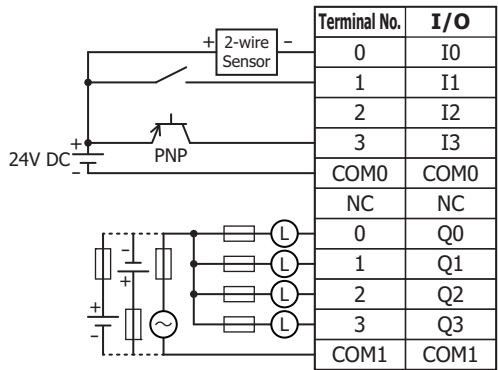 Terminal No. I/O
+ 2-wire Sensor −
0 I0
1 I1
2 I2
3 I3
PNP
24V DC + −
COM0 COM0
NC NC
L 0 Q0
L 1 Q1
L 2 Q2
L 3 Q3
− +
+ −
COM1 COM1